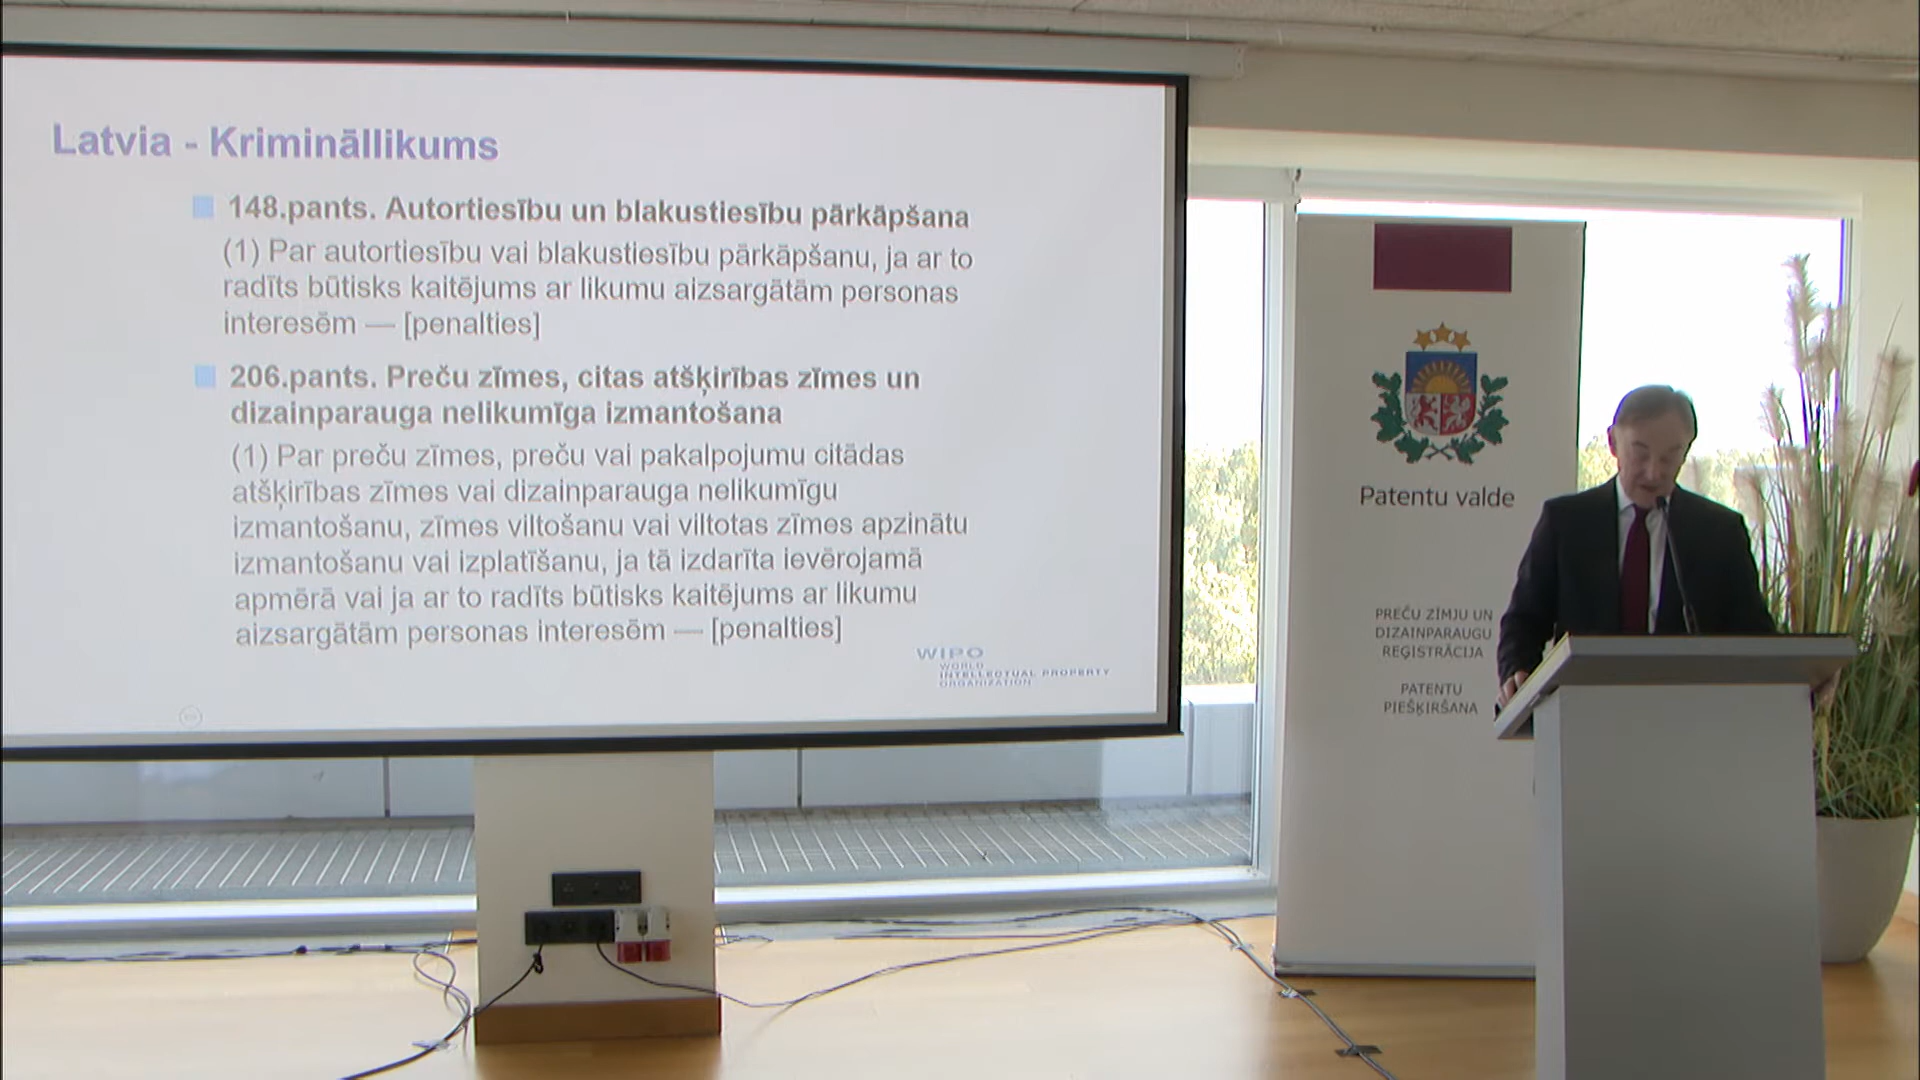 Latvia - Krimināllikums
148.pants. Autortiesību un blakustiesību pārkāpšana
(1) Par autortiesību vai blakustiesību pārkāpšanu, ja ar to
radīts būtisks kaitējums ar likumu aizsargātām personas
interesēm — [penalties]
206.pants. Preču zīmes, citas atšķirības zīmes un
dizainparauga nelikumīga izmantošana
(1) Par preču zīmes, preču vai pakalpojumu citādas
atšķirības zīmes vai dizainparauga nelikumīgu
izmantošanu, zīmes viltošanu vai viltotas zīmes apzinātu
izmantošanu vai izplatīšanu, ja tā izdarīta ievērojamā
apmērā vai ja ar to radīts būtisks kaitējums ar likumu
aizsargātām personas interesēm — [penalties]
WIPO
WORLD
INTELLECTUAL PROPERTY
ORGANIZATION
Patentu valde
PREČU ZĪMJU UN
DIZAINPARAUGU
REĢISTRĀCIJA
PATENTU
PIEŠĶIRŠANA